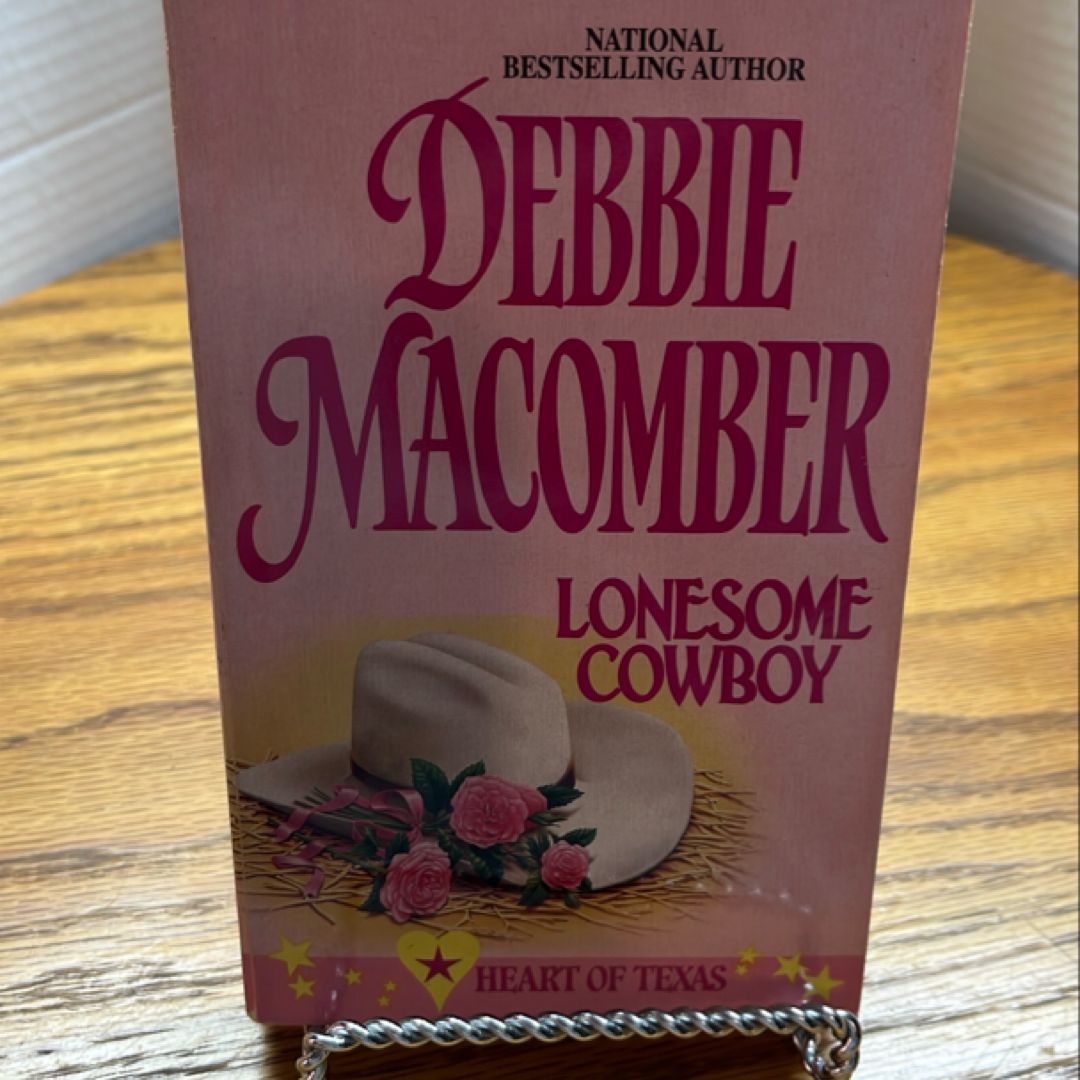 NATIONAL
BESTSELLING AUTHOR
DEBBIE
MACOMBER
LONESOME
COWBOY
HEART OF TEXAS